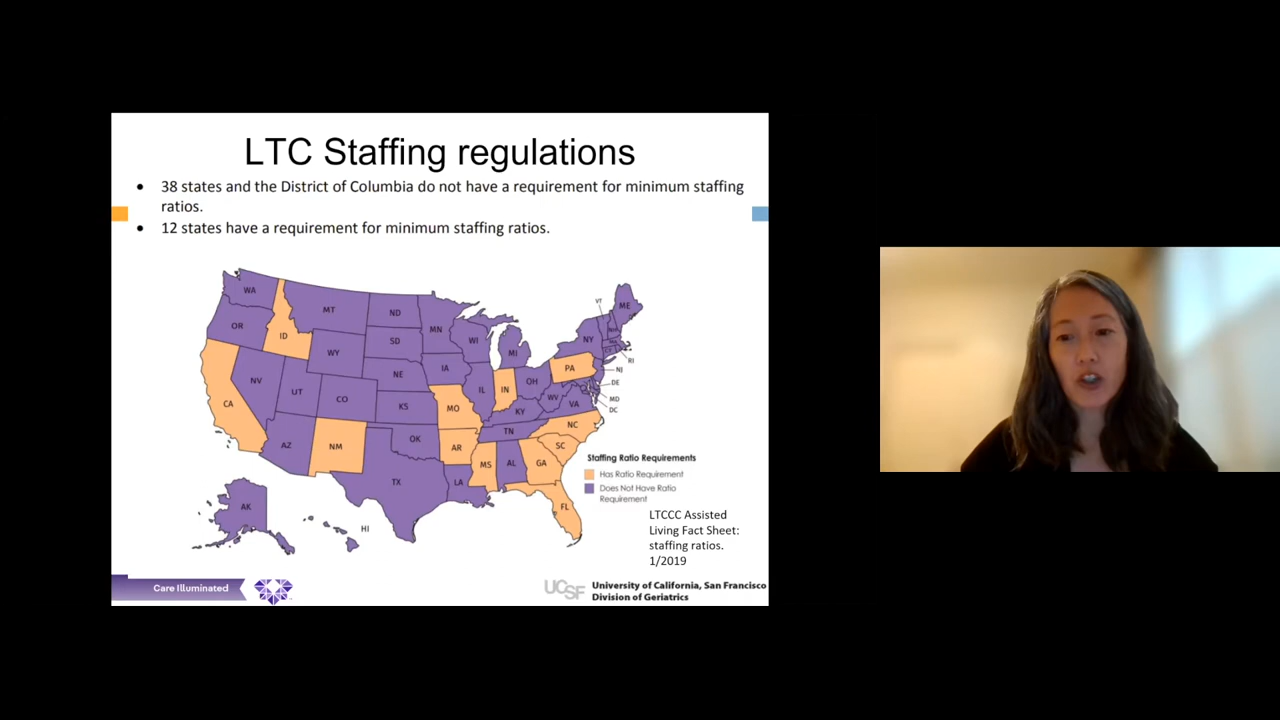 LTC Staffing regulations
• 38 states and the District of Columbia do not have a requirement for minimum staffing
ratios.
• 12 states have a requirement for minimum staffing ratios.
WA
OR
ID
MT
WY
ND
SD
NE
MN
WI
MI
IA
IL
IN
OH
PA
NY
VT
ME
RI
NJ
DE
MD
DC
CA
NV
UT
CO
KS
MO
KY
WV
VA
AZ
NM
OK
AR
TN
NC
SC
TX
LA
MS
AL
GA
FL
AK
HI
Staffing Ratio Requirements
Has Ratio Requirement
Does Not Have Ratio
Requirement
LTCCC Assisted
Living Fact Sheet:
staffing ratios.
1/2019
Care Illuminated
UCSF
University of California, San Francisco
Division of Geriatrics